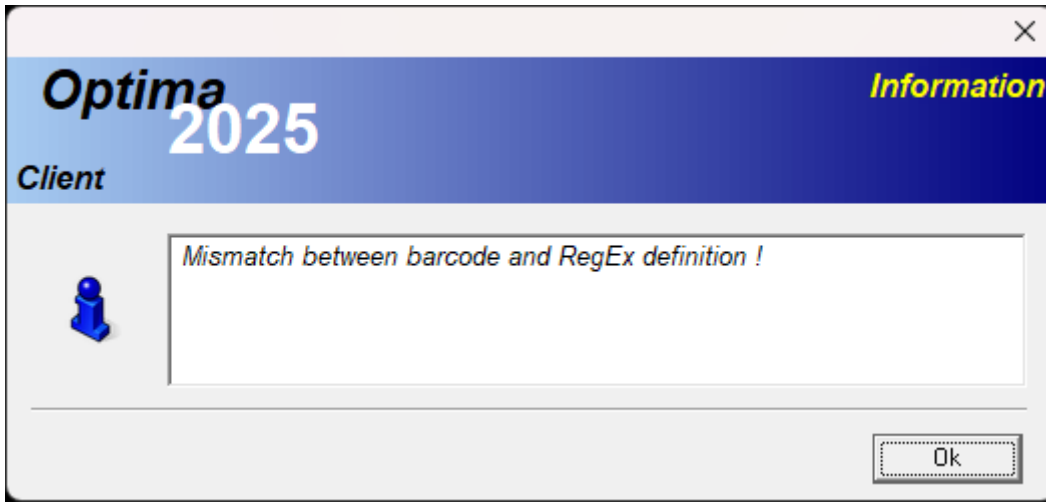 Optima
2025
Information
Client
Mismatch between barcode and RegEx definition !
Ok